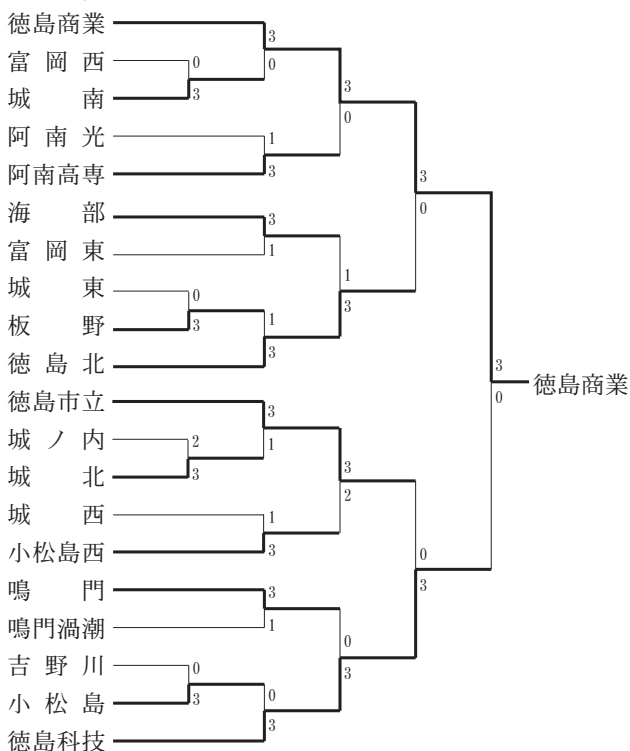 徳島商業
富岡西
城南
阿南光
阿南高専
海部
富岡東
城東
板野
徳島北
徳島市立
城ノ内
城北
城西
小松島西
鳴門
鳴門渦潮
吉野川
小松島
徳島科技
0
3
0
3
2
3
0
3
3
0
1
3
3
1
1
3
3
1
1
3
3
1
0
3
3
0
1
3
3
2
0
3
3
0
0
3
3
0
徳島商業